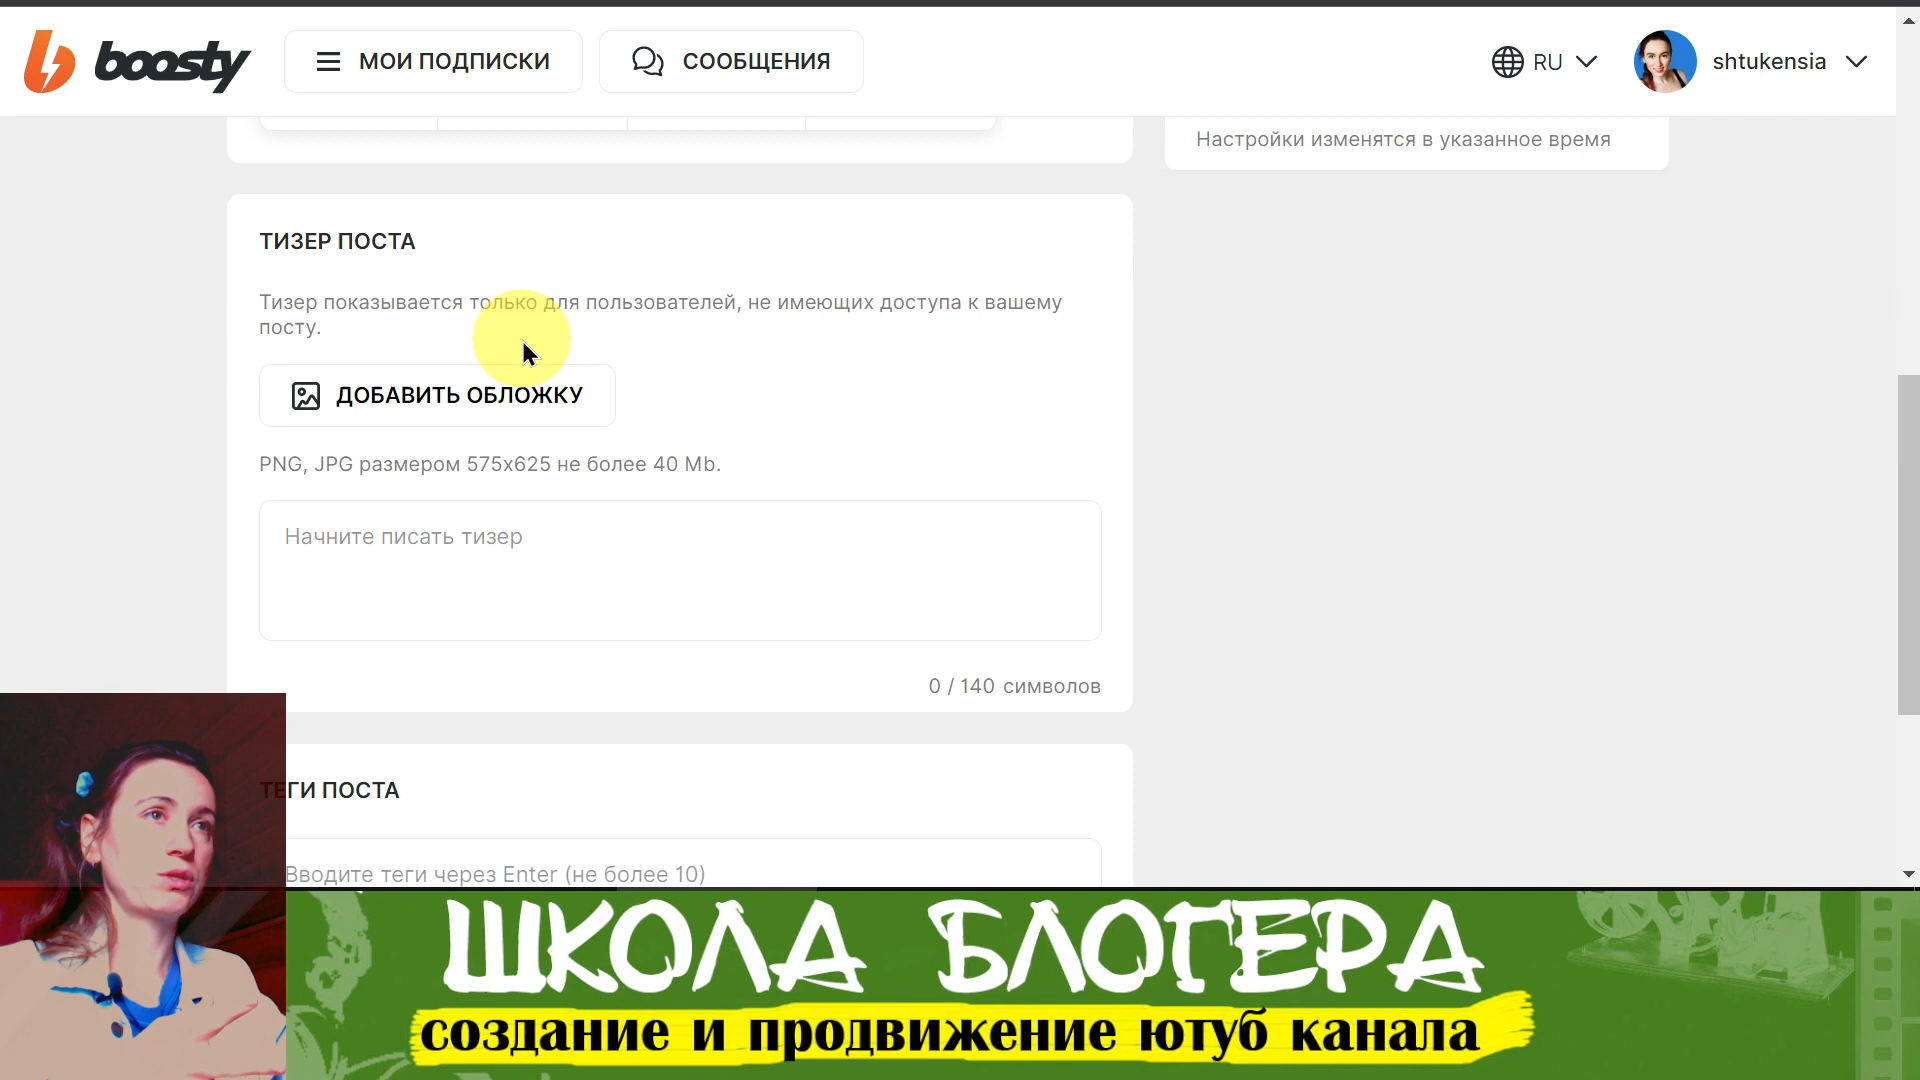 boosty
МОИ ПОДПИСКИ
СООБЩЕНИЯ
RU
shtukensia
Настройки изменятся в указанное время
ТИЗЕР ПОСТА
Тизер показывается только для пользователей, не имеющих доступа к вашему
посту.
ДОБАВИТЬ ОБЛОЖКУ
PNG, JPG размером 575x625 не более 40 Mb.
Начните писать тизер
0 / 140 символов
ТЕГИ ПОСТА
Вводите теги через Enter (не более 10)
ШКОЛА БЛОГЕРА
создание и продвижение ютуб канала